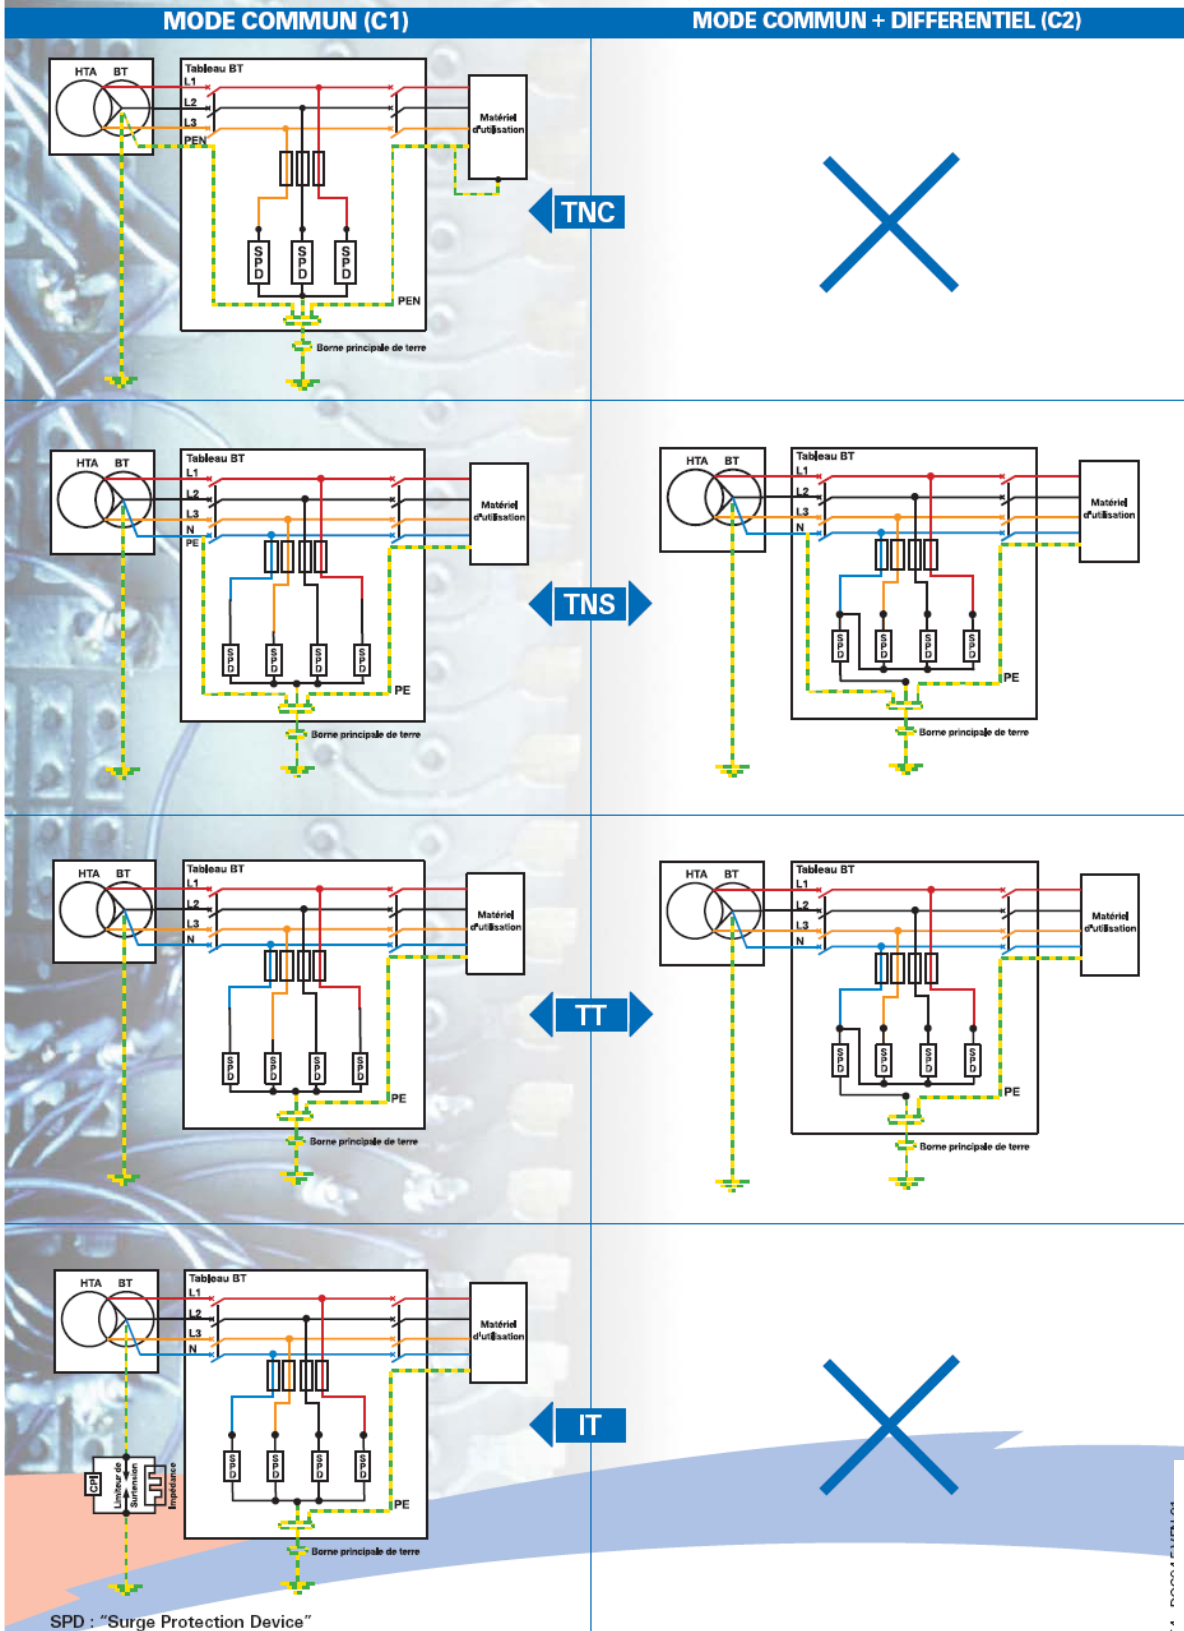 MODE COMMUN (C1)
MODE COMMUN + DIFFERENTIEL (C2)
HTA BT
Tableau BT
L1
L2
L3
PEN
Matériel d'utilisation
SPD SPD SPD
PEN
Borne principale de terre
TNC
HTA BT
Tableau BT
L1
L2
L3
N
PE
Matériel d'utilisation
SPD SPD SPD SPD
PE
Borne principale de terre
TNS
HTA BT
Tableau BT
L1
L2
L3
N
Matériel d'utilisation
SPD SPD SPD SPD
PE
Borne principale de terre
HTA BT
Tableau BT
L1
L2
L3
N
Matériel d'utilisation
SPD SPD SPD SPD
PE
Borne principale de terre
TT
HTA BT
Tableau BT
L1
L2
L3
N
Matériel d'utilisation
SPD SPD SPD SPD
PE
Borne principale de terre
HTA BT
Tableau BT
L1
L2
L3
N
Matériel d'utilisation
SPD SPD SPD SPD
PE
Borne principale de terre
CPI
Limiteur de Surtension
Impédance
IT
SPD : "Surge Protection Device"